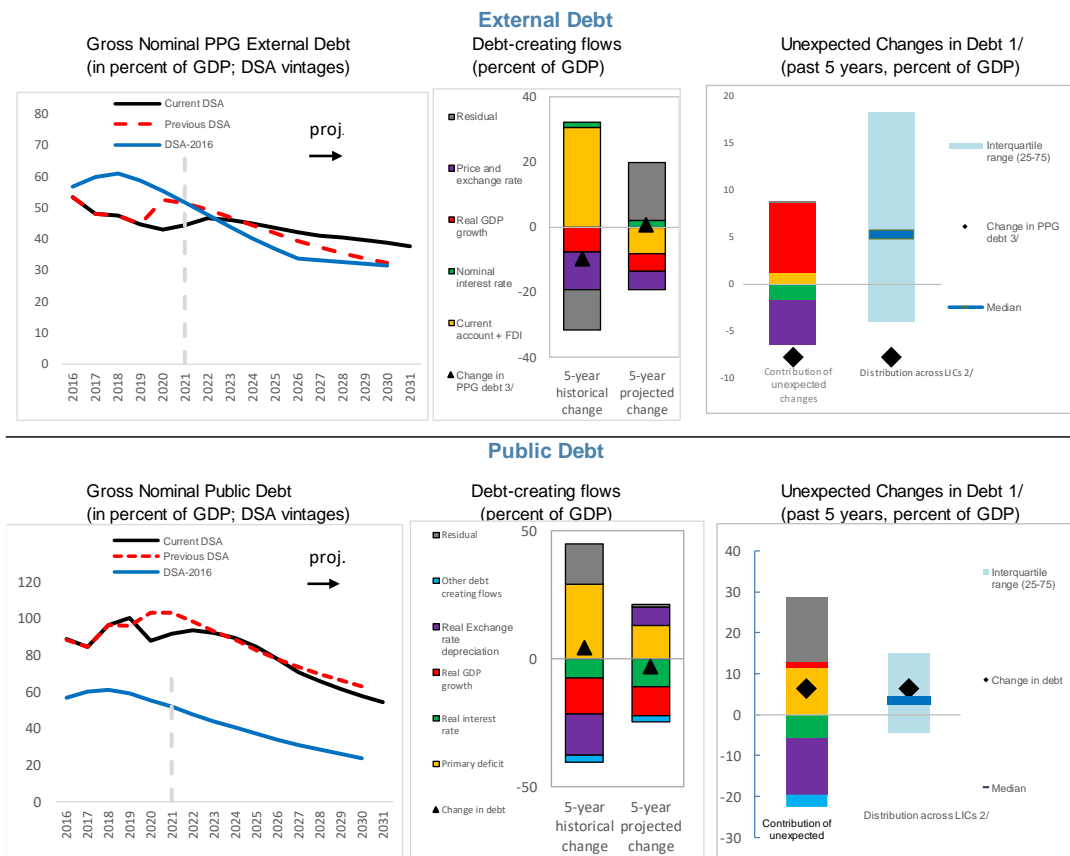 External Debt
Gross Nominal PPG External Debt
(in percent of GDP; DSA vintages)
Current DSA
Previous DSA
DSA-2016
proj.
80
70
60
50
40
30
20
10
0
2016
2017
2018
2019
2020
2021
2022
2023
2024
2025
2026
2027
2028
2029
2030
2031
Debt-creating flows
(percent of GDP)
Residual
Price and
exchange rate
Real GDP
growth
Nominal
interest rate
Current
account + FDI
Change in
PPG debt 3/
40
20
0
-20
-40
5-year
historical
change
5-year
projected
change
Unexpected Changes in Debt 1/
(past 5 years, percent of GDP)
20
15
10
5
0
-5
-10
Contribution of
unexpected
changes
Distribution across LICs 2/
Interquartile
range (25-75)
Change in PPG
debt 3/
Median
Public Debt
Gross Nominal Public Debt
(in percent of GDP; DSA vintages)
Current DSA
Previous DSA
DSA-2016
proj.
120
100
80
60
40
20
0
2016
2017
2018
2019
2020
2021
2022
2023
2024
2025
2026
2027
2028
2029
2030
2031
Debt-creating flows
(percent of GDP)
Residual
Other debt
creating flows
Real Exchange
rate
depreciation
Real GDP
growth
Real interest
rate
Primary deficit
Change in debt
50
0
-50
5-year
historical
change
5-year
projected
change
Unexpected Changes in Debt 1/
(past 5 years, percent of GDP)
40
30
20
10
0
-10
-20
-30
Contribution of
unexpected
Distribution across LICs 2/
Interquartile
range (25-75)
Change in debt
Median